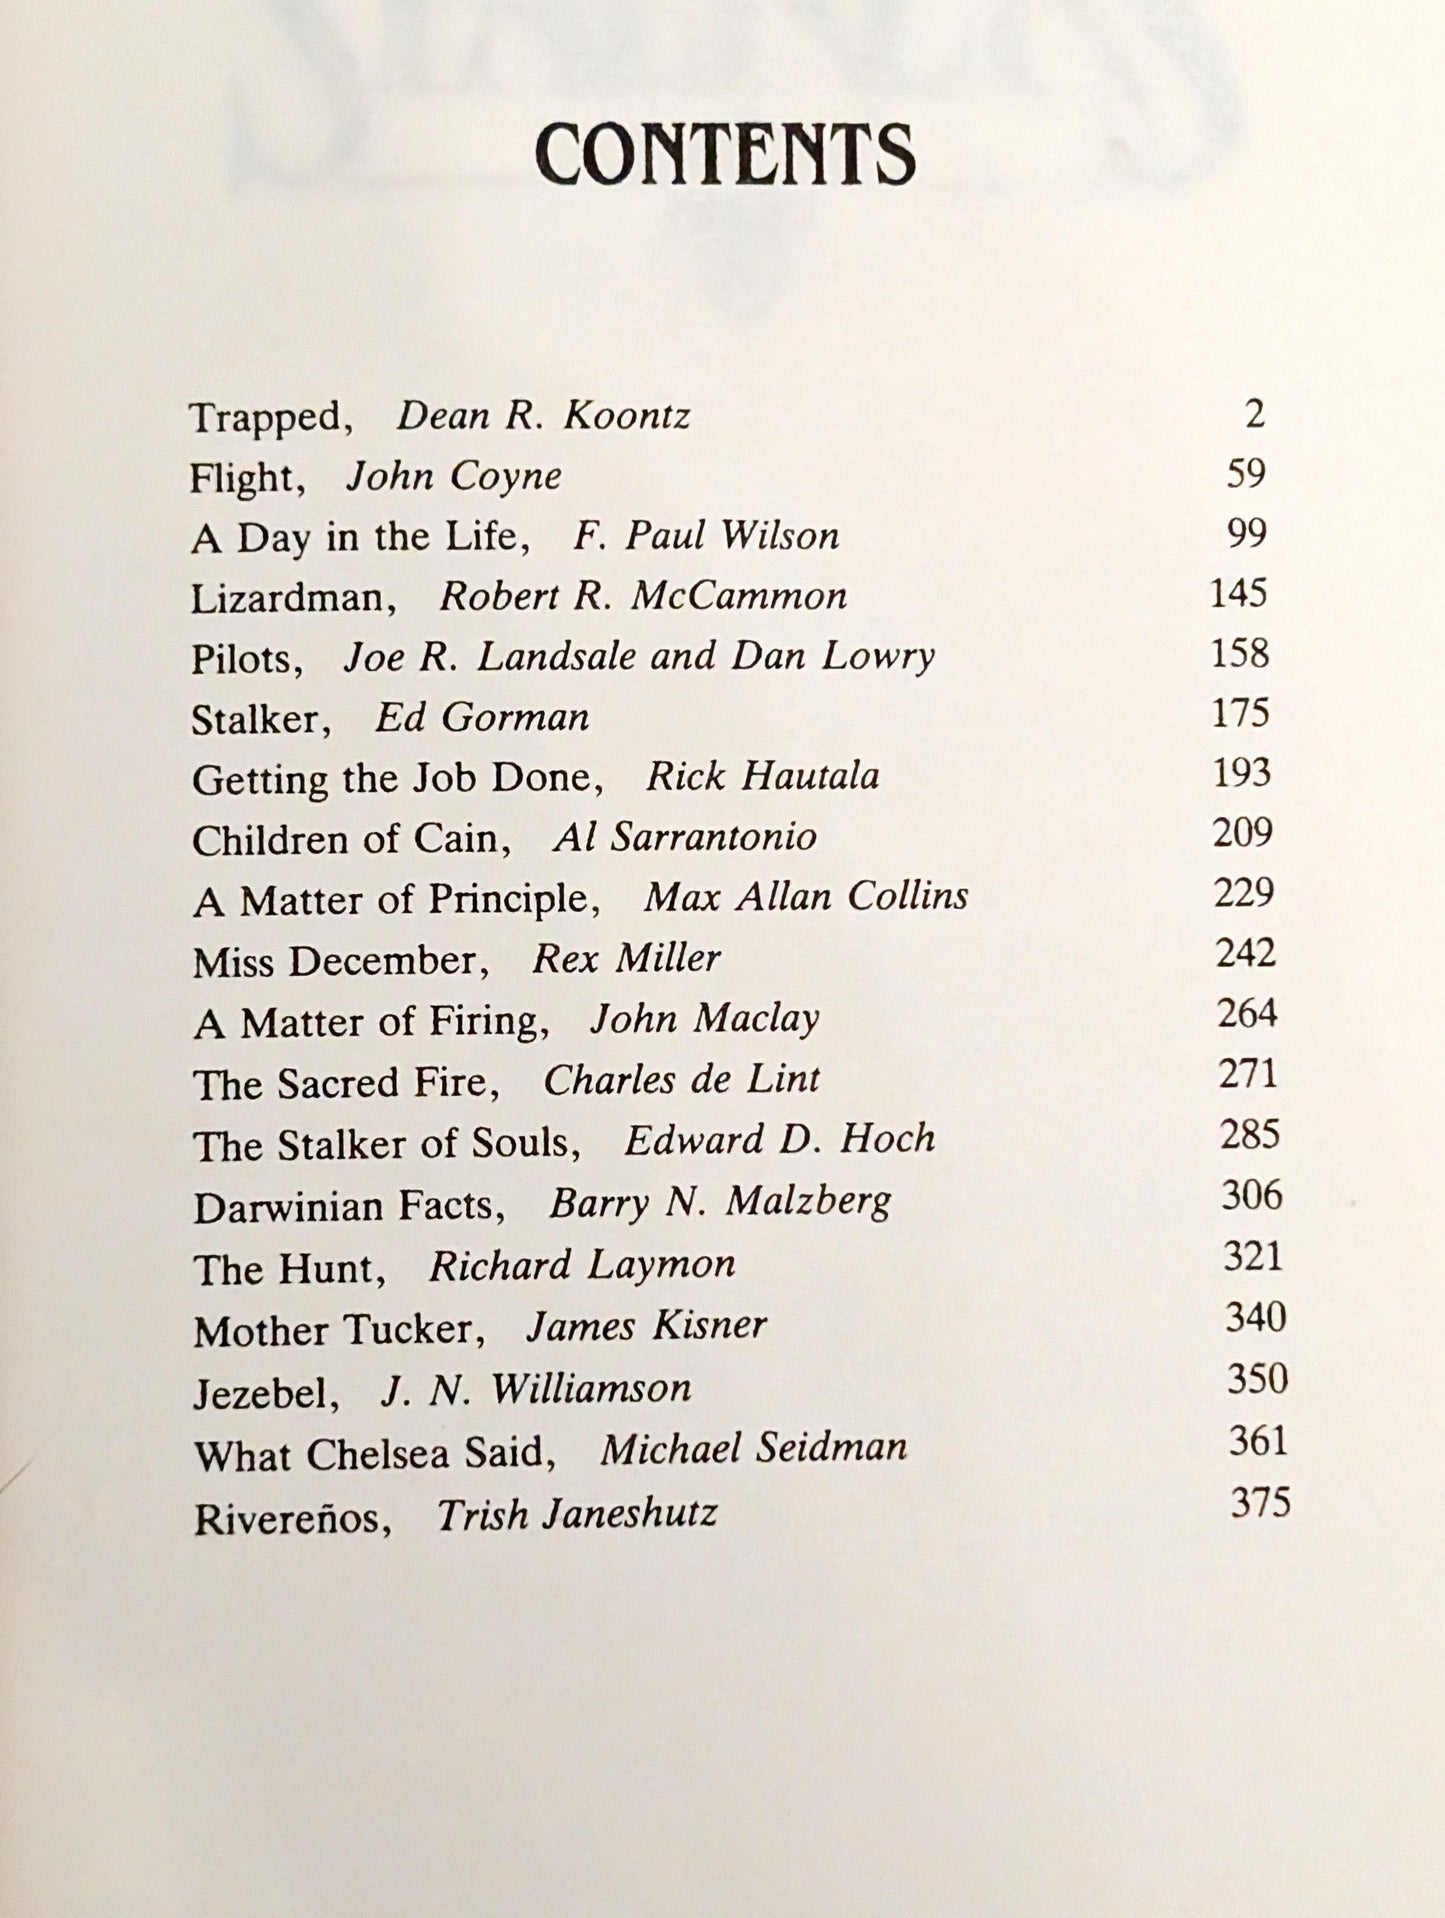 CONTENTS
Trapped, Dean R. Koontz 2
Flight, John Coyne 59
A Day in the Life, F. Paul Wilson 99
Lizardman, Robert R. McCammon 145
Pilots, Joe R. Landsale and Dan Lowry 158
Stalker, Ed Gorman 175
Getting the Job Done, Rick Hautala 193
Children of Cain, Al Sarrantonio 209
A Matter of Principle, Max Allan Collins 229
Miss December, Rex Miller 242
A Matter of Firing, John Maclay 264
The Sacred Fire, Charles de Lint 271
The Stalker of Souls, Edward D. Hoch 285
Darwinian Facts, Barry N. Malzberg 306
The Hunt, Richard Laymon 321
Mother Tucker, James Kisner 340
Jezebel, J. N. Williamson 350
What Chelsea Said, Michael Seidman 361
Rivereños, Trish Janeshutz 375